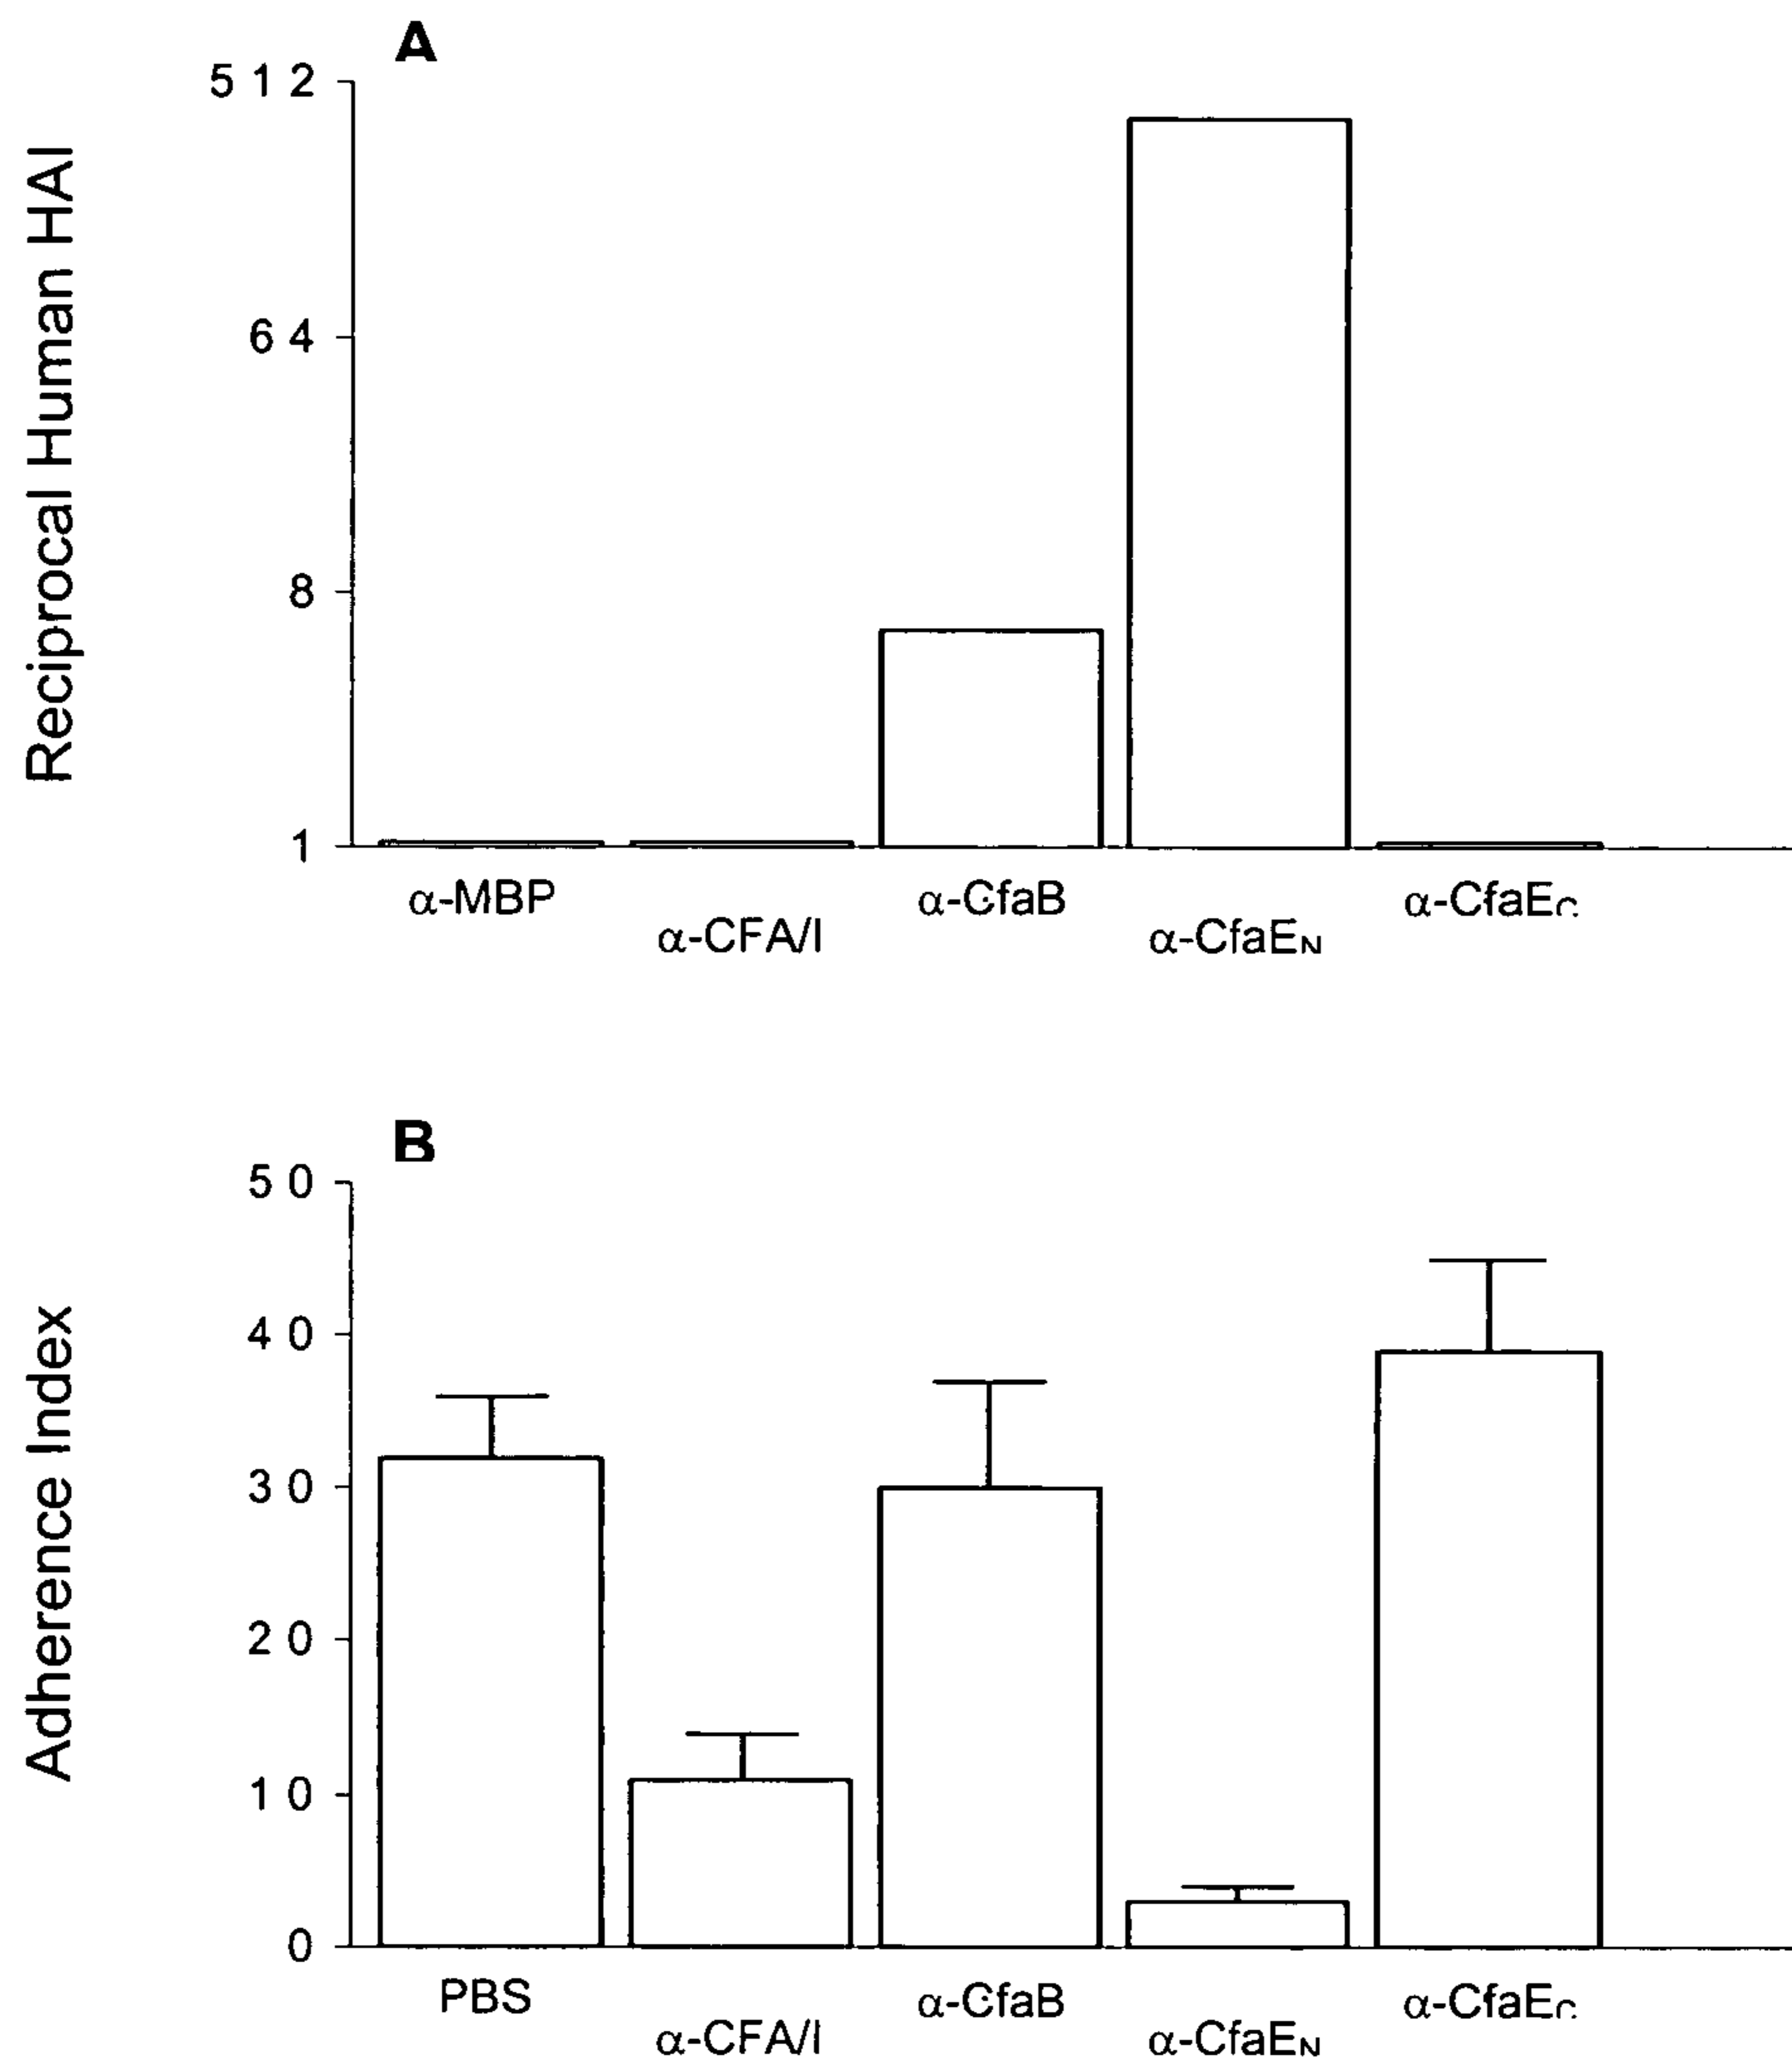 A
512
64
8
1
Reciprocal Human HAI
α-MBP
α-CFA/I
α-CfaB
α-CfaEN
α-CfaEC
B
50
40
30
20
10
0
Adherence Index
PBS
α-CFA/I
α-CfaB
α-CfaEN
α-CfaEC